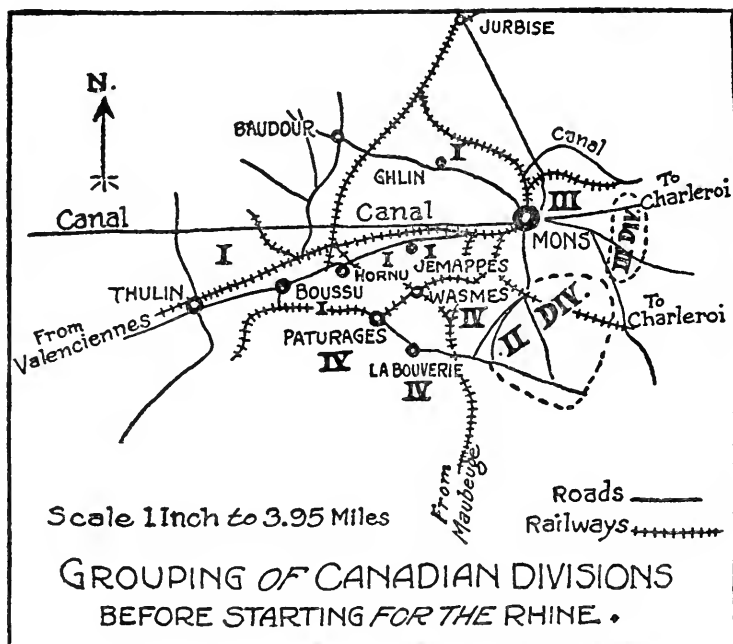 JURBISE
N.
BAUDOUR
I
GHLIN
Canal
To
Charleroi
III
Canal
Canal
MONS
III DIV.
I
I
I
HORNU
JEMAPPES
THULIN
BOUSSU
WASMES
To
Charleroi
From
Valenciennes
I
PATURAGES
IV
II DIV.
IV
LA BOUVERIE
IV
From
Maubeuge
Scale 1 Inch to 3.95 Miles
Roads
Railways
GROUPING OF CANADIAN DIVISIONS
BEFORE STARTING FOR THE RHINE.